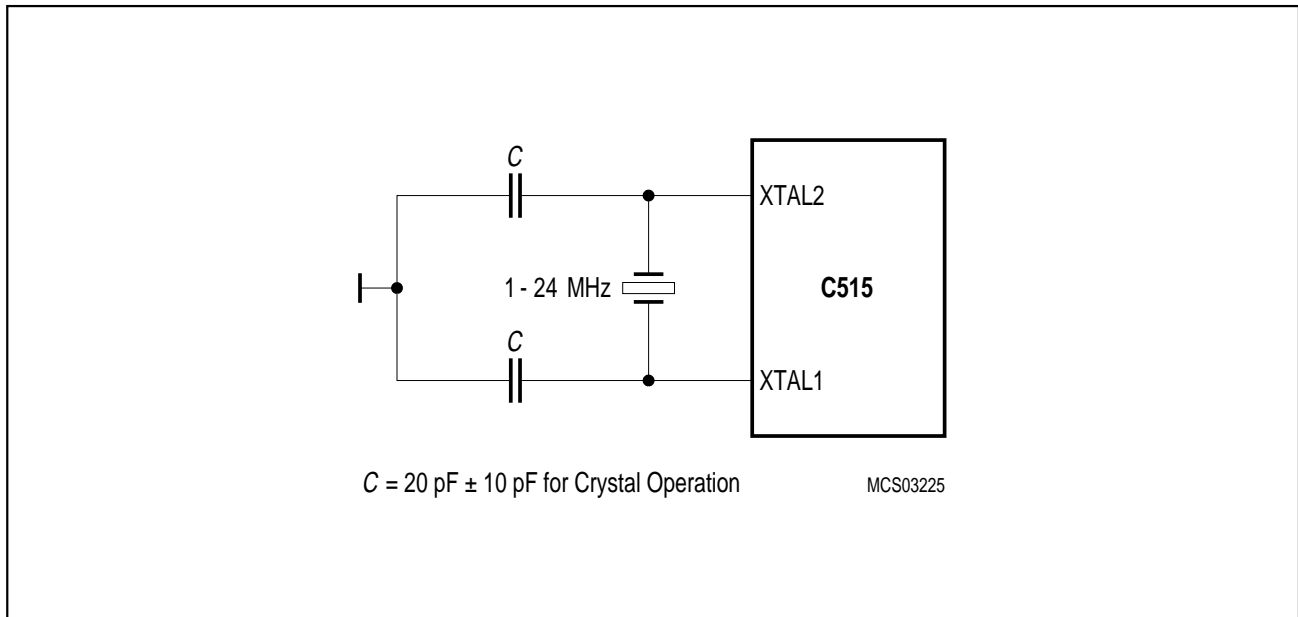 C
XTAL2
1 - 24 MHz
C515
C
XTAL1
C = 20 pF ± 10 pF for Crystal Operation
MCS03225